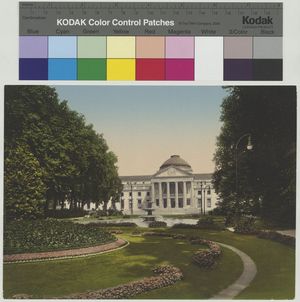 KODAK Color Control Patches
Kodak
Blue Cyan Green Yellow Red Magenta White 3/Color Black